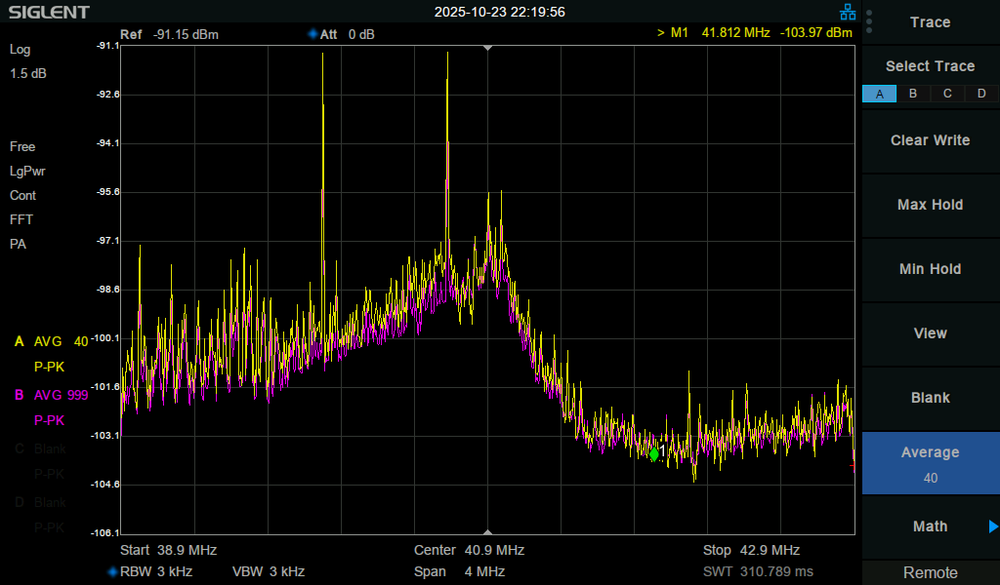 SIGLENT
2025-10-23 22:19:56
Ref -91.15 dBm
Att 0 dB
> M1 41.812 MHz -103.97 dBm
Log
1.5 dB
Free
LgPwr
Cont
FFT
PA
A AVG 40
P-PK
B AVG 999
P-PK
C Blank
P-PK
D Blank
P-PK
-91.1
-92.6
-94.1
-95.6
-97.1
-98.6
-100.1
-101.6
-103.1
-104.6
-106.1
1
Start 38.9 MHz
Center 40.9 MHz
Stop 42.9 MHz
RBW 3 kHz
VBW 3 kHz
Span 4 MHz
SWT 310.789 ms
Trace
Select Trace
A B C D
Clear Write
Max Hold
Min Hold
View
Blank
Average
40
Math
Remote